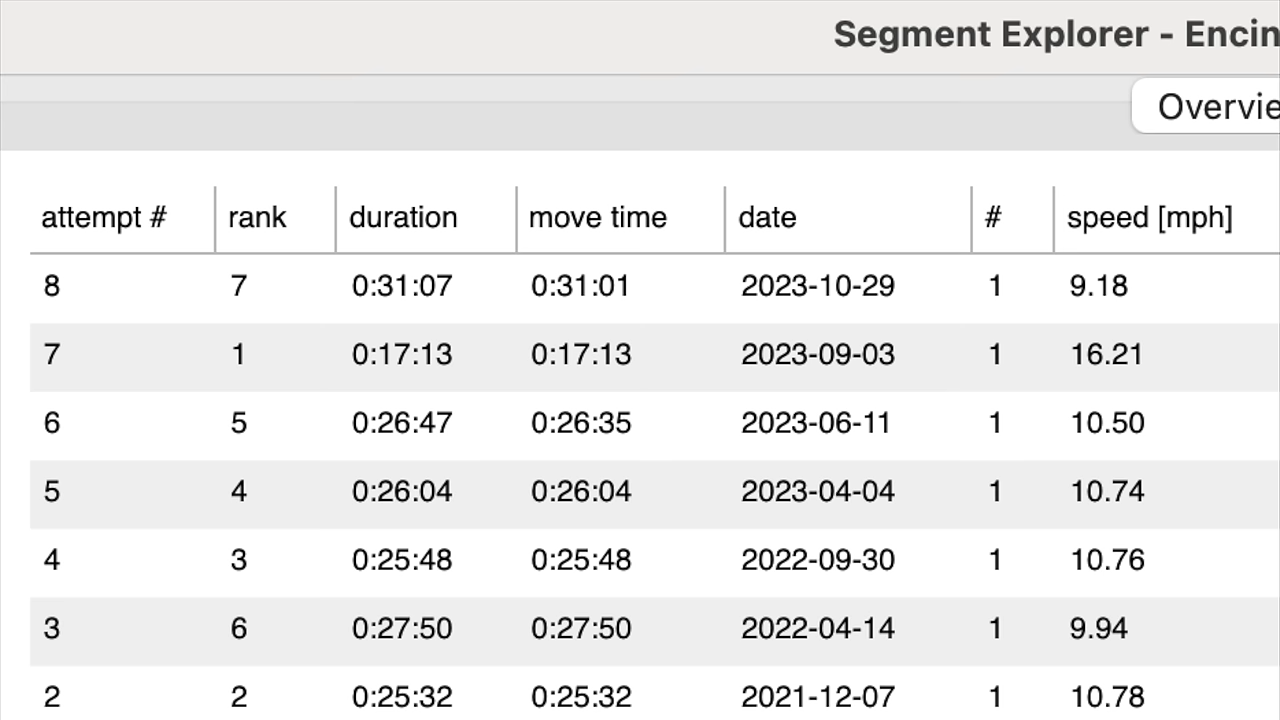 Segment Explorer - Encin
Overvie
attempt # rank duration move time date # speed [mph]
8 7 0:31:07 0:31:01 2023-10-29 1 9.18
7 1 0:17:13 0:17:13 2023-09-03 1 16.21
6 5 0:26:47 0:26:35 2023-06-11 1 10.50
5 4 0:26:04 0:26:04 2023-04-04 1 10.74
4 3 0:25:48 0:25:48 2022-09-30 1 10.76
3 6 0:27:50 0:27:50 2022-04-14 1 9.94
2 2 0:25:32 0:25:32 2021-12-07 1 10.78